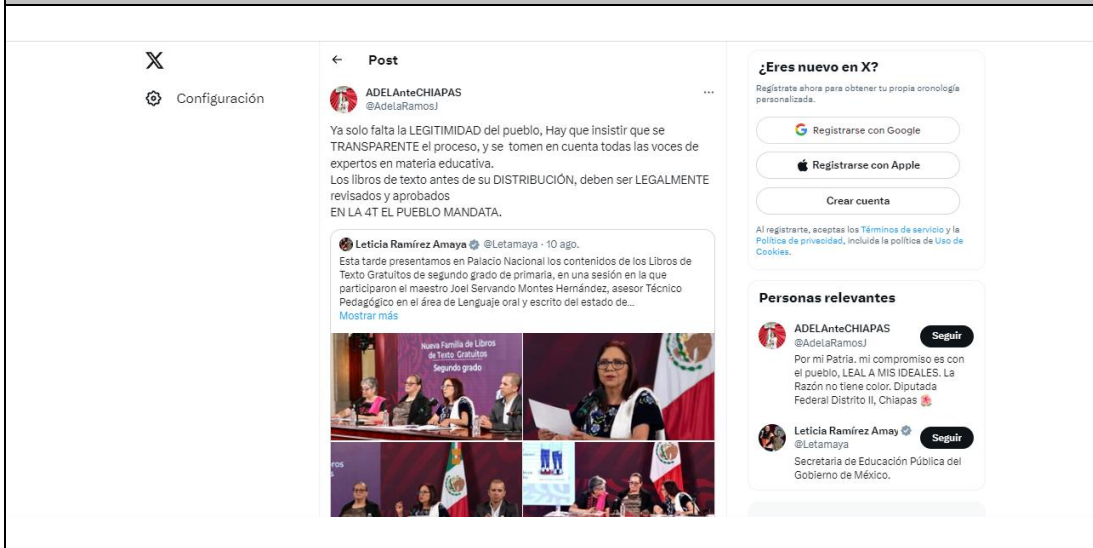 Configuración
Post
ADELAnteCHIAPAS
@AdelaRamosJ
Ya solo falta la LEGITIMIDAD del pueblo, Hay que insistir que se
TRANSPARENTE el proceso, y se tomen en cuenta todas las voces de
expertos en materia educativa.
Los libros de texto antes de su DISTRIBUCIÓN, deben ser LEGALMENTE
revisados y aprobados
EN LA 4T EL PUEBLO MANDATA.
Leticia Ramírez Amaya @Letamaya · 10 ago.
Esta tarde presentamos en Palacio Nacional los contenidos de los Libros de
Texto Gratuitos de segundo grado de primaria, en una sesión en la que
participaron el maestro Joel Servando Montes Hernández, asesor Técnico
Pedagógico en el área de Lenguaje oral y escrito del estado de...
Mostrar más
Nueva Familia de Libros
de Texto Gratuitos
Segundo grado
ros
¿Eres nuevo en X?
Regístrate ahora para obtener tu propia cronología
personalizada.
Registrarse con Google
Registrarse con Apple
Crear cuenta
Al registrarte, aceptas los Términos de servicio y la
Política de privacidad, incluida la política de Uso de
Cookies.
Personas relevantes
ADELAnteCHIAPAS
@AdelaRamosJ
Seguir
Por mi Patria. mi compromiso es con
el pueblo, LEAL A MIS IDEALES. La
Razón no tiene color. Diputada
Federal Distrito II, Chiapas
Leticia Ramírez Amay
@Letamaya
Seguir
Secretaria de Educación Pública del
Gobierno de México.